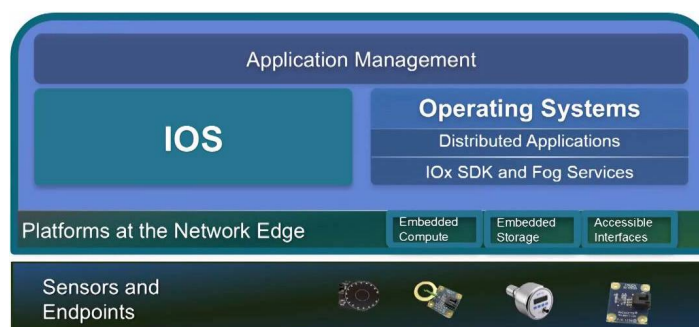 Application Management
IOS
Operating Systems
Distributed Applications
IOx SDK and Fog Services
Platforms at the Network Edge
Embedded
Compute
Embedded
Storage
Accessible
Interfaces
Sensors and
Endpoints